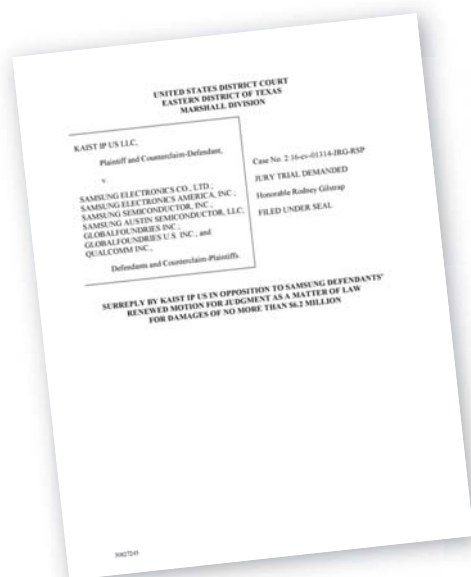 UNITED STATES DISTRICT COURT
EASTERN DISTRICT OF TEXAS
MARSHALL DIVISION
KAIST IP US LLC,
Plaintiff and Counterclaim-Defendant,
v.
SAMSUNG ELECTRONICS CO., LTD.;
SAMSUNG ELECTRONICS AMERICA, INC.;
SAMSUNG SEMICONDUCTOR, INC.;
SAMSUNG AUSTIN SEMICONDUCTOR, LLC;
GLOBALFOUNDRIES INC.;
GLOBALFOUNDRIES U.S. INC.; and
QUALCOMM INC.,
Defendants and Counterclaim-Plaintiffs.
Case No. 2:16-cv-01314-JRG-RSP
JURY TRIAL DEMANDED
Honorable Rodney Gilstrap
FILED UNDER SEAL
SURREPLY BY KAIST IP US IN OPPOSITION TO SAMSUNG DEFENDANTS'
RENEWED MOTION FOR JUDGMENT AS A MATTER OF LAW
FOR DAMAGES OF NO MORE THAN $6.2 MILLION